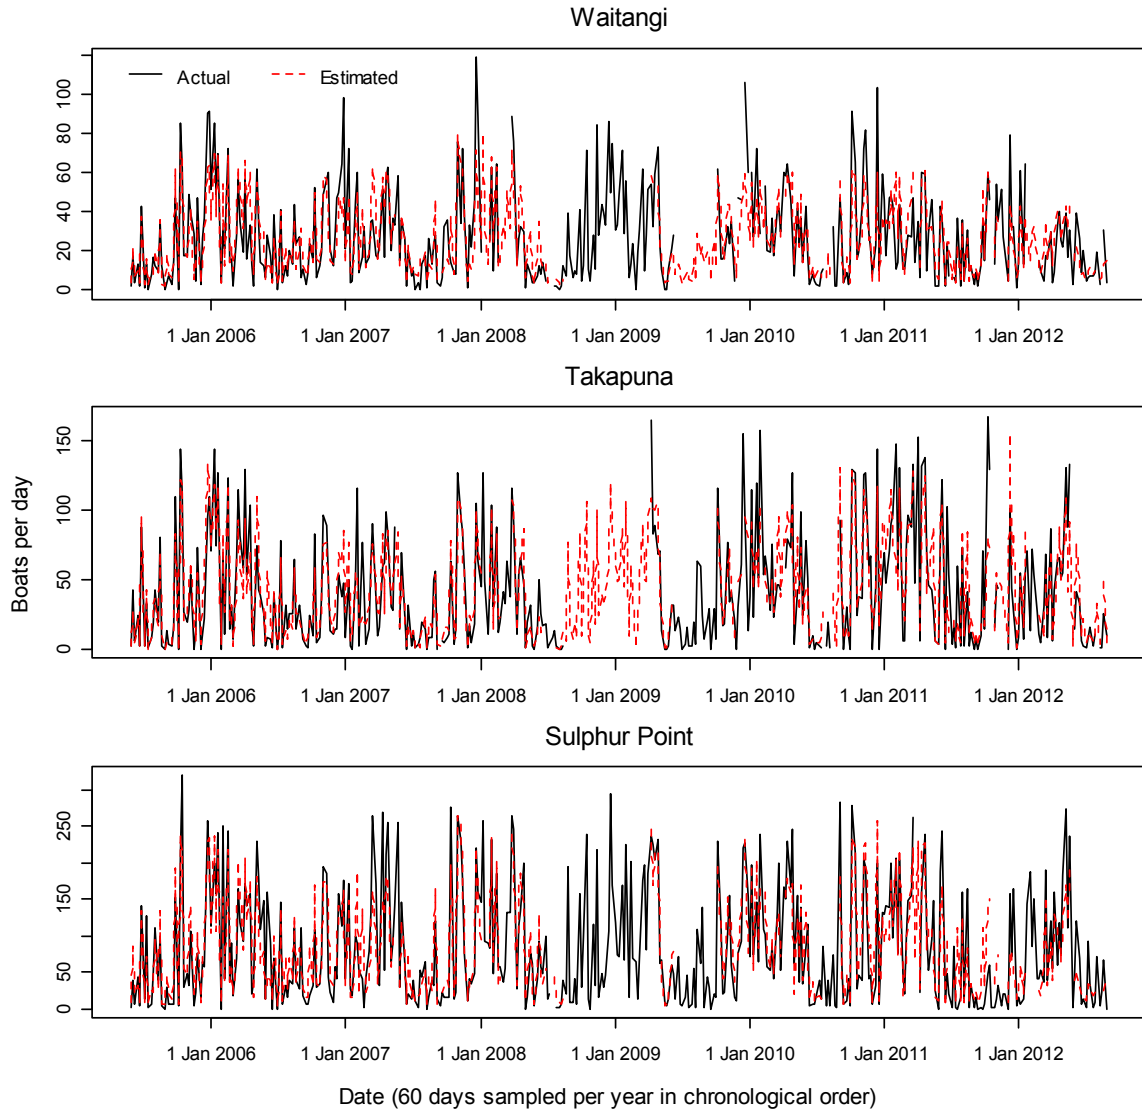 Waitangi
Actual
Estimated
0 20 40 60 80 100
1 Jan 2006 1 Jan 2007 1 Jan 2008 1 Jan 2009 1 Jan 2010 1 Jan 2011 1 Jan 2012
Takapuna
0 50 100 150
1 Jan 2006 1 Jan 2007 1 Jan 2008 1 Jan 2009 1 Jan 2010 1 Jan 2011 1 Jan 2012
Boats per day
Sulphur Point
0 50 150 250
1 Jan 2006 1 Jan 2007 1 Jan 2008 1 Jan 2009 1 Jan 2010 1 Jan 2011 1 Jan 2012
Date (60 days sampled per year in chronological order)